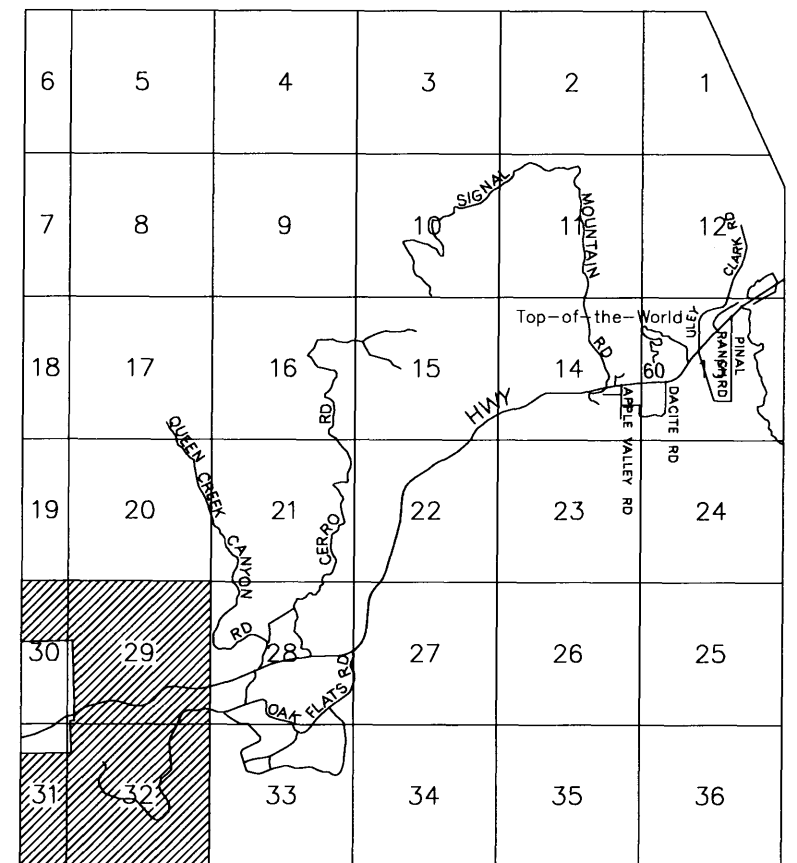 6 5 4 3 2 1
7 8 9 10 11 12
SIGNAL
MOUNTAIN
RD
CLARK RD
Top-of-the-World
18 17 16 15 14
60
PINAL
RANCH RD
HWY
APPLE VALLEY RD
DACITE RD
QUEEN CREEK CANYON RD
CERRO RD
19 20 21 22 23 24
30 29 28 27 26 25
OAK FLATS RD
31 32 33 34 35 36